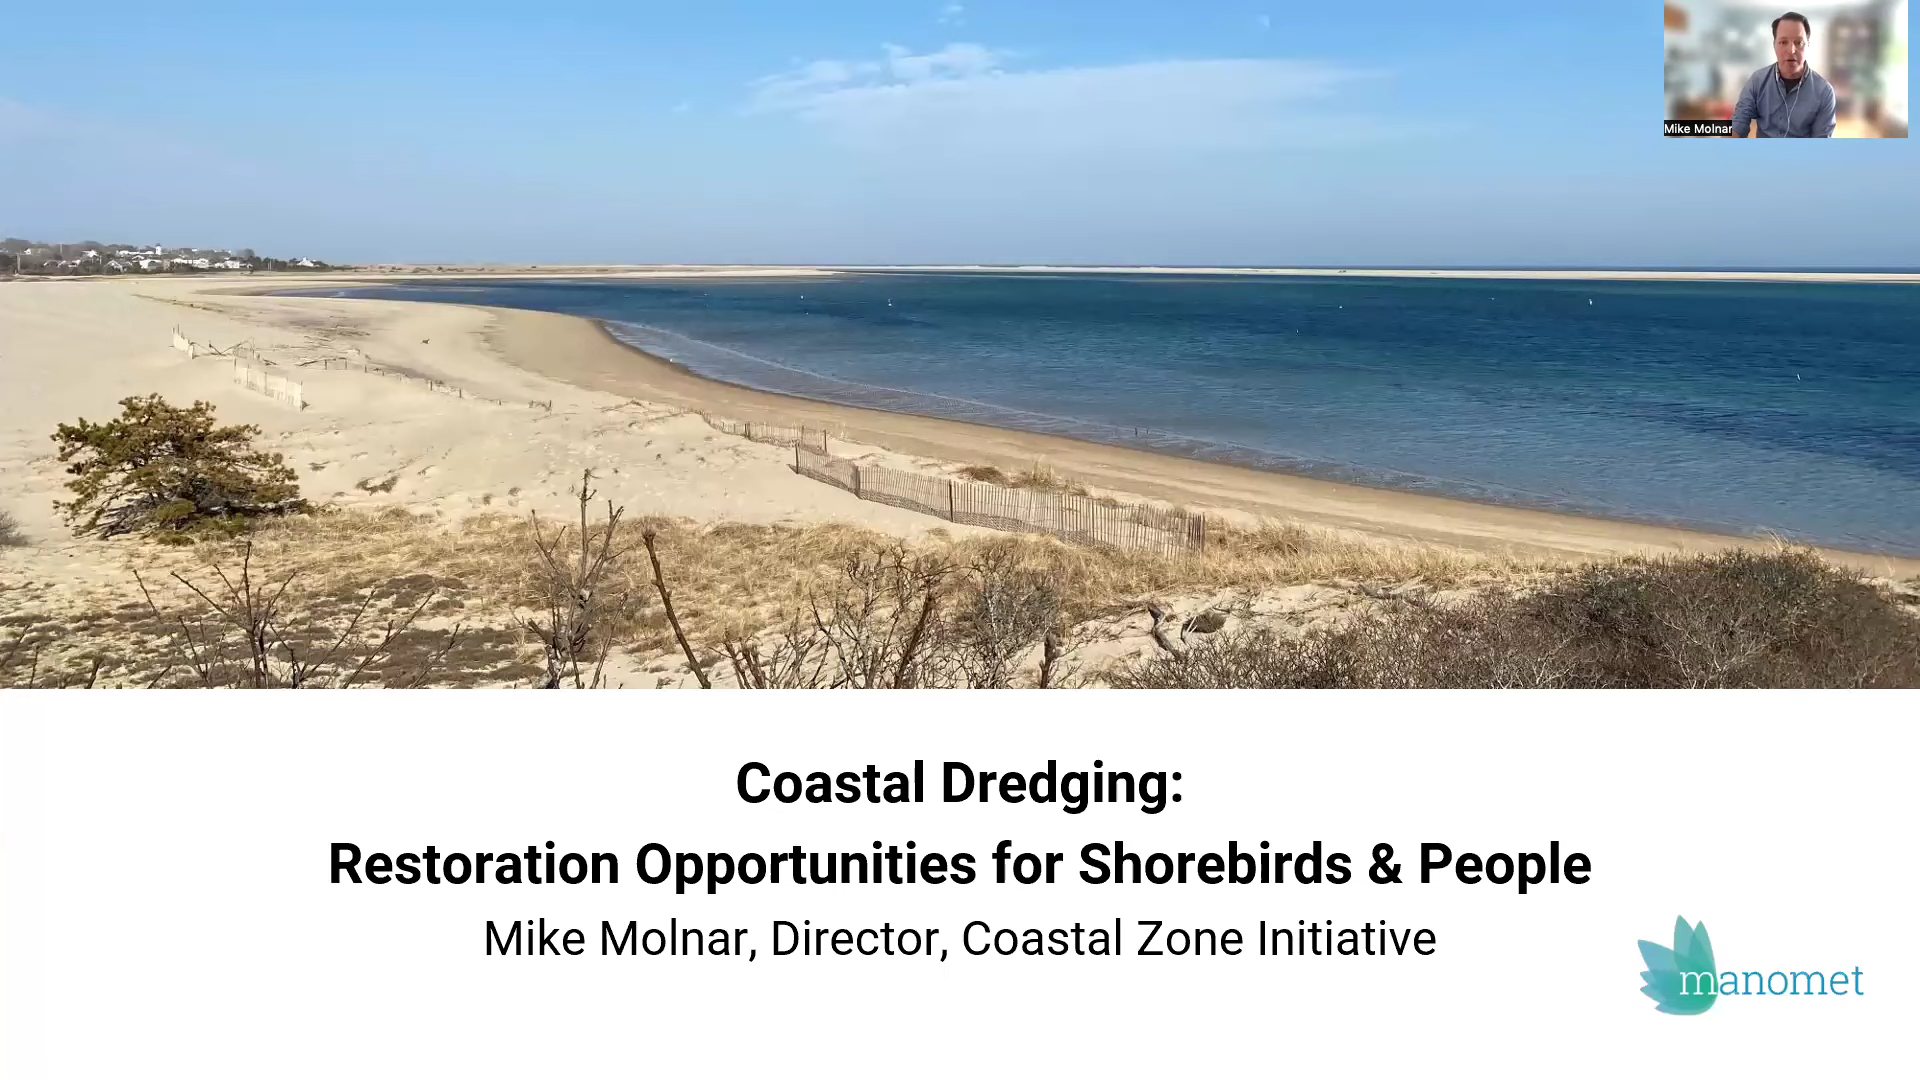 Mike Molnar
Coastal Dredging:
Restoration Opportunities for Shorebirds & People
Mike Molnar, Director, Coastal Zone Initiative
manomet